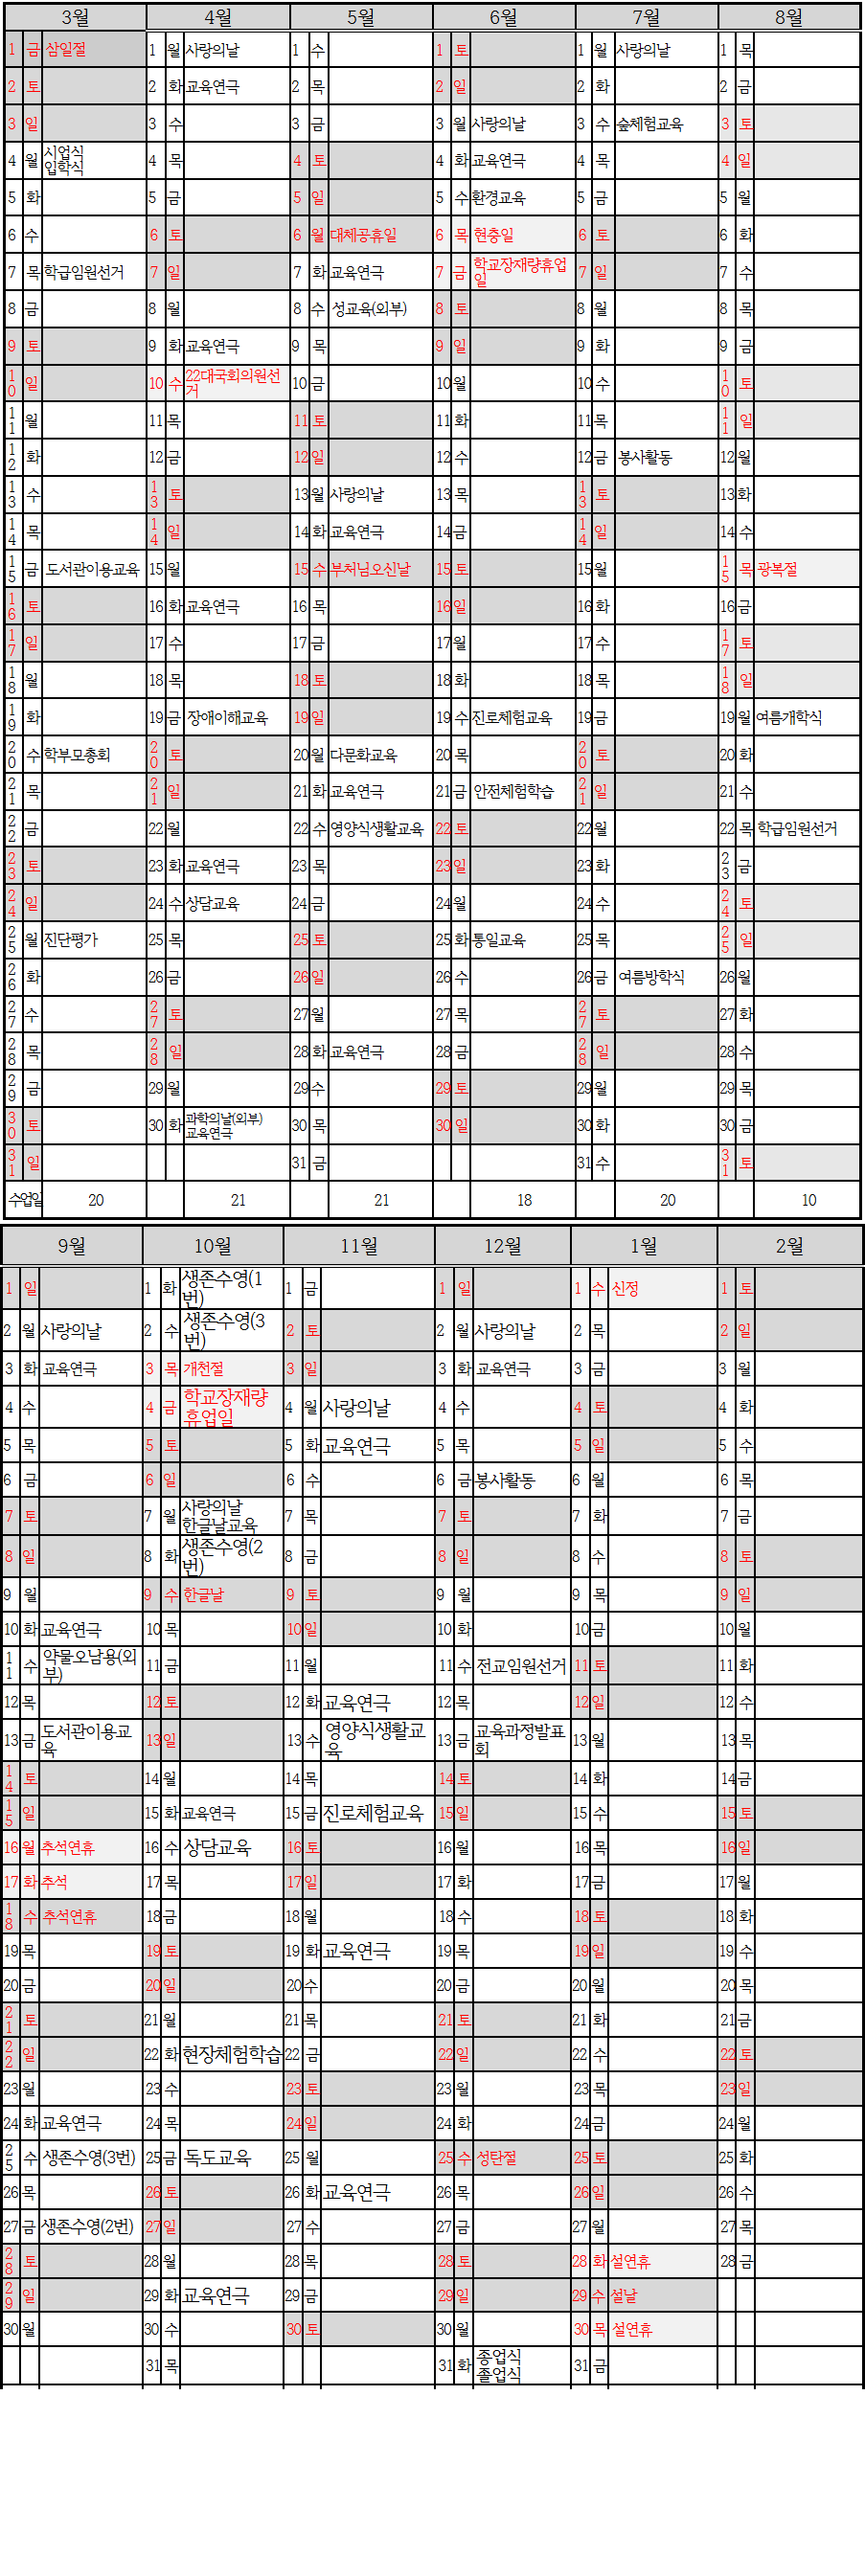 3월 4월 5월 6월 7월 8월
1 금 삼일절 1 월 사랑의날 1 수 1 토 1 월 사랑의날 1 목
2 토 2 화 교육연극 2 목 2 일 2 화 2 금
3 일 3 수 3 금 3 월 사랑의날 3 수 숲체험교육 3 토
4 월 시업식 입학식 4 목 4 토 4 화 교육연극 4 목 4 일
5 화 5 금 5 일 5 수 환경교육 5 금 5 월
6 수 6 토 6 월 대체공휴일 6 목 현충일 6 토 6 화
7 목 학급임원선거 7 일 7 화 교육연극 7 금 학교장재량휴업일 7 일 7 수
8 금 8 월 8 수 성교육(외부) 8 토 8 월 8 목
9 토 9 화 교육연극 9 목 9 일 9 화 9 금
10 일 10 수 22대국회의원선거 10 금 10 월 10 수 10 토
11 월 11 목 11 토 11 화 11 목 11 일
12 화 12 금 12 일 12 수 12 금 봉사활동 12 월
13 수 13 토 13 월 사랑의날 13 목 13 토 13 화
14 목 14 일 14 화 교육연극 14 금 14 일 14 수
15 금 도서관이용교육 15 월 15 수 부처님오신날 15 토 15 월 15 목 광복절
16 토 16 화 교육연극 16 목 16 일 16 화 16 금
17 일 17 수 17 금 17 월 17 수 17 토
18 월 18 목 18 토 18 화 18 목 18 일
19 화 19 금 장애이해교육 19 일 19 수 진로체험교육 19 금 19 월 여름개학식
20 수 학부모총회 20 토 20 월 다문화교육 20 목 20 토 20 화
21 목 21 일 21 화 교육연극 21 금 안전체험학습 21 일 21 수
22 금 22 월 22 수 영양식생활교육 22 토 22 월 22 목 학급임원선거
23 토 23 화 교육연극 23 목 23 일 23 화 23 금
24 일 24 수 상담교육 24 금 24 월 24 수 24 토
25 월 진단평가 25 목 25 토 25 화 통일교육 25 목 25 일
26 화 26 금 26 일 26 수 26 금 여름방학식 26 월
27 수 27 토 27 월 27 목 27 토 27 화
28 목 28 일 28 화 교육연극 28 금 28 일 28 수
29 금 29 월 29 수 29 토 29 월 29 목
30 토 30 화 과학의날(외부) 교육연극 30 목 30 일 30 화 30 금
31 일 31 금 31 수 31 토
수업일 20 21 21 18 20 10
9월 10월 11월 12월 1월 2월
1 일 1 화 생존수영(1번) 1 금 1 일 1 수 신정 1 토
2 월 사랑의날 2 수 생존수영(3번) 2 토 2 월 사랑의날 2 목 2 일
3 화 교육연극 3 목 개천절 3 일 3 화 교육연극 3 금 3 월
4 수 4 금 학교장재량휴업일 4 월 사랑의날 4 수 4 토 4 화
5 목 5 토 5 화 교육연극 5 목 5 일 5 수
6 금 6 일 6 수 6 금 봉사활동 6 월 6 목
7 토 7 월 사랑의날 한글날교육 7 목 7 토 7 화 7 금
8 일 8 화 생존수영(2번) 8 금 8 일 8 수 8 토
9 월 9 수 한글날 9 토 9 월 9 목 9 일
10 화 교육연극 10 목 10 일 10 화 10 금 10 월
11 수 약물오남용(외부) 11 금 11 월 11 수 전교임원선거 11 토 11 화
12 목 12 토 12 화 교육연극 12 목 12 일 12 수
13 금 도서관이용교육 13 일 13 수 영양식생활교육 13 금 교육과정발표회 13 월 13 목
14 토 14 월 14 목 14 토 14 화 14 금
15 일 15 화 교육연극 15 금 진로체험교육 15 일 15 수 15 토
16 월 추석연휴 16 수 상담교육 16 토 16 월 16 목 16 일
17 화 추석 17 목 17 일 17 화 17 금 17 월
18 수 추석연휴 18 금 18 월 18 수 18 토 18 화
19 목 19 토 19 화 교육연극 19 목 19 일 19 수
20 금 20 일 20 수 20 금 20 월 20 목
21 토 21 월 21 목 21 토 21 화 21 금
22 일 22 화 현장체험학습 22 금 22 일 22 수 22 토
23 월 23 수 23 토 23 월 23 목 23 일
24 화 교육연극 24 목 24 일 24 화 24 금 24 월
25 수 생존수영(3번) 25 금 독도교육 25 월 25 수 성탄절 25 토 25 화
26 목 26 토 26 화 교육연극 26 목 26 일 26 수
27 금 생존수영(2번) 27 일 27 수 27 금 27 월 27 목
28 토 28 월 28 목 28 토 28 화 설연휴 28 금
29 일 29 화 교육연극 29 금 29 일 29 수 설날
30 월 30 수 30 토 30 월 30 목 설연휴
31 목 31 화 종업식 졸업식 31 금